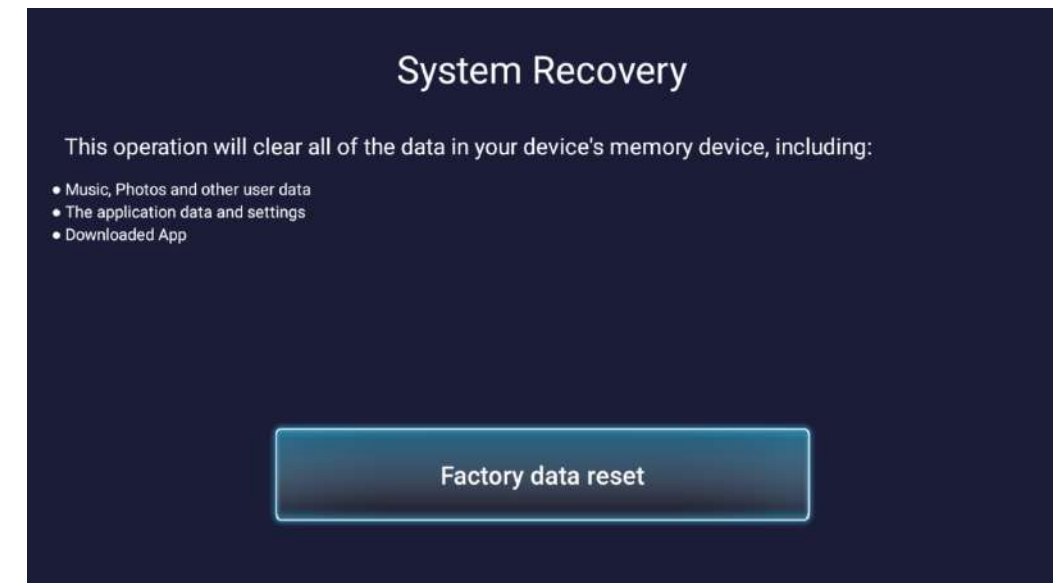 System Recovery
This operation will clear all of the data in your device's memory device, including:
● Music, Photos and other user data
● The application data and settings
● Downloaded App
Factory data reset